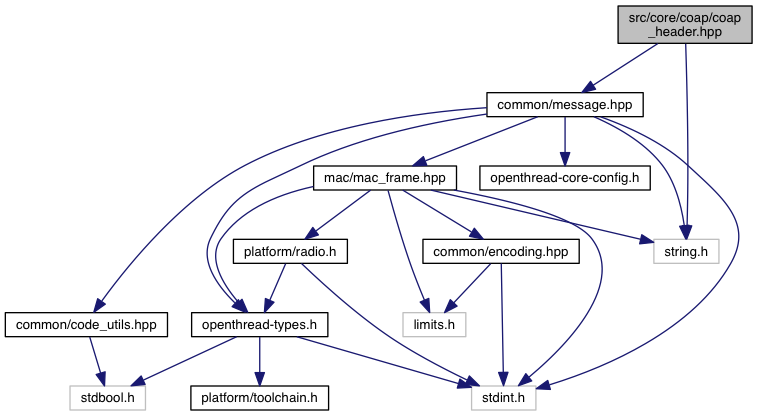 src/core/coap/coap
_header.hpp
common/message.hpp
mac/mac_frame.hpp
openthread-core-config.h
platform/radio.h
common/encoding.hpp
string.h
common/code_utils.hpp
openthread-types.h
limits.h
stdbool.h
platform/toolchain.h
stdint.h